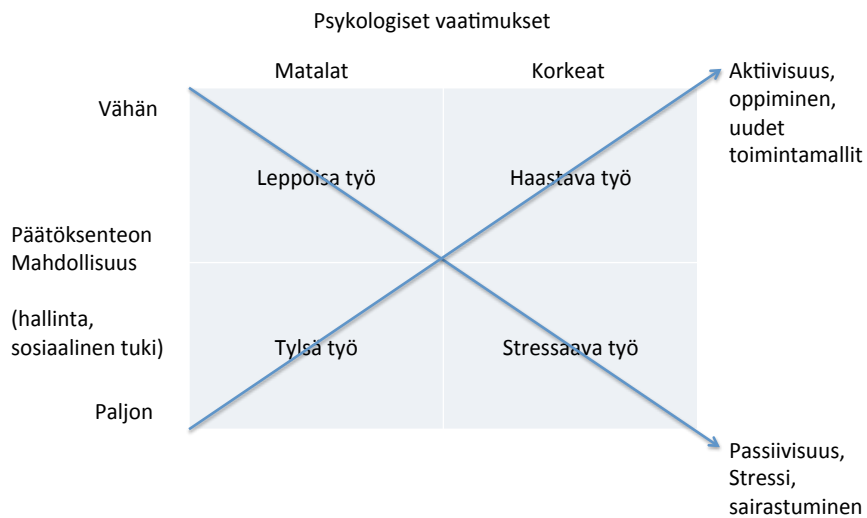 Psykologiset vaatimukset
Matalat Korkeat
Vähän
Aktiivisuus,
oppiminen,
uudet
toimintamallit
Leppoisa työ Haastava työ
Päätöksenteon
Mahdollisuus
(hallinta,
sosiaalinen tuki)
Tylsä työ Stressaava työ
Paljon
Passiivisuus,
Stressi,
sairastuminen